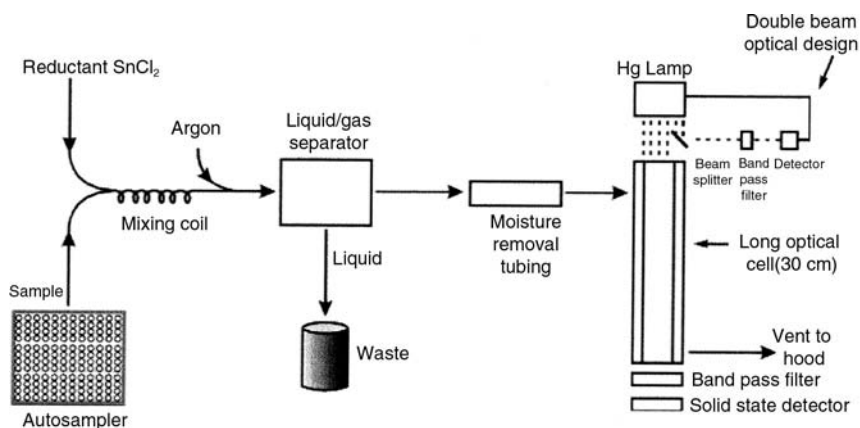 Double beam
optical design
Hg Lamp
Reductant SnCl₂
Argon
Liquid/gas
separator
Beam
splitter
Band
pass
filter
Detector
Mixing coil
Moisture
removal
tubing
Long optical
cell(30 cm)
Liquid
Sample
Waste
Vent to
hood
Band pass filter
Solid state detector
Autosampler